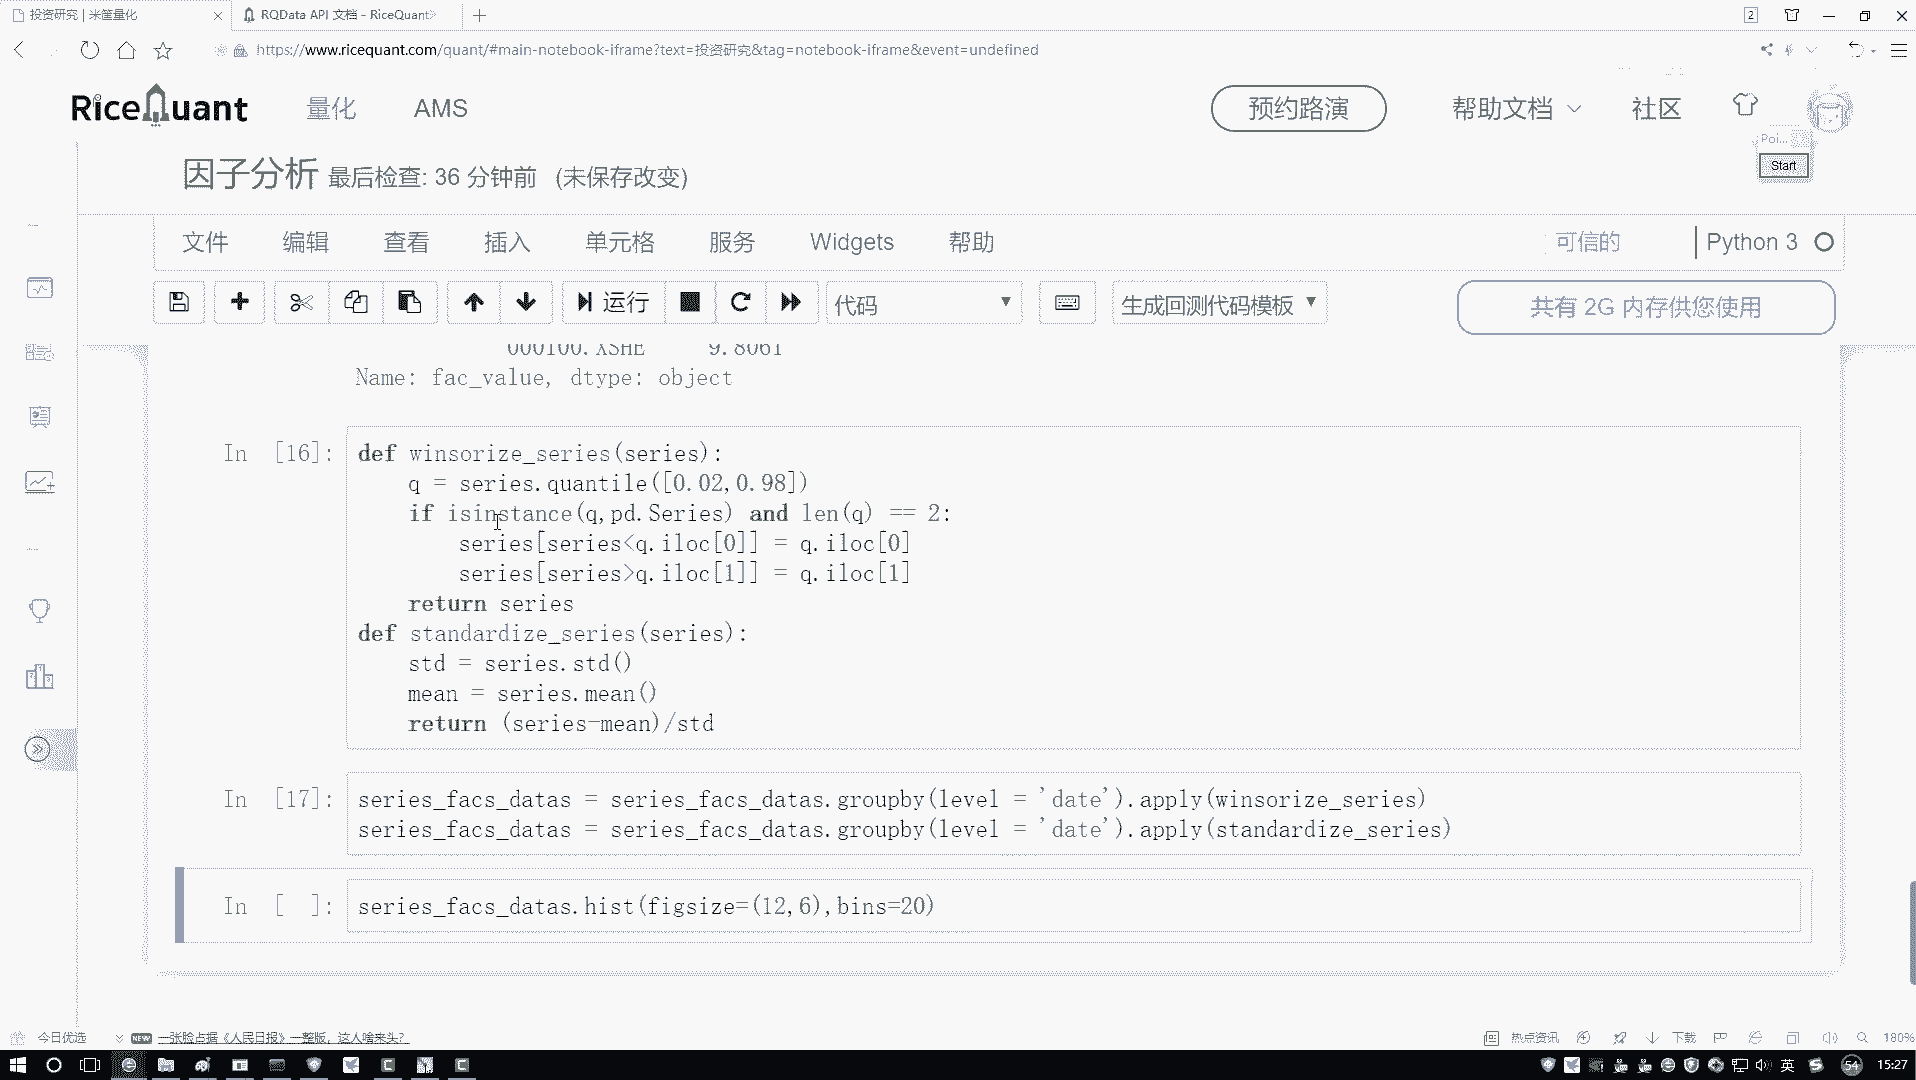 投资研究 | 米筐量化
RQData API 文档 - RiceQuant
2
https://www.ricequant.com/quant/#main-notebook-iframe?text=投资研究&tag=notebook-iframe&event=undefined
RiceQuant 量化 AMS 预约路演 帮助文档 社区
Poi...
Start
因子分析 最后检查: 36 分钟前 (未保存改变)
文件 编辑 查看 插入 单元格 服务 Widgets 帮助 可信的 Python 3
运行 代码 生成回测代码模板 共有 2G 内存供您使用
000100.XSHE 9.8061
Name: fac_value, dtype: object
In [16]:
def winsorize_series(series):
    q = series.quantile([0.02,0.98])
    if isinstance(q,pd.Series) and len(q) == 2:
        series[series<q.iloc[0]] = q.iloc[0]
        series[series>q.iloc[1]] = q.iloc[1]
    return series
def standardize_series(series):
    std = series.std()
    mean = series.mean()
    return (series-mean)/std
In [17]:
series_facs_datas = series_facs_datas.groupby(level = 'date').apply(winsorize_series)
series_facs_datas = series_facs_datas.groupby(level = 'date').apply(standardize_series)
In [ ]:
series_facs_datas.hist(figsize=(12,6),bins=20)
今日优选 NEW 一张脸占据《人民日报》一整版，这人啥来头? 热点资讯 下载 180%
英 54 15:27